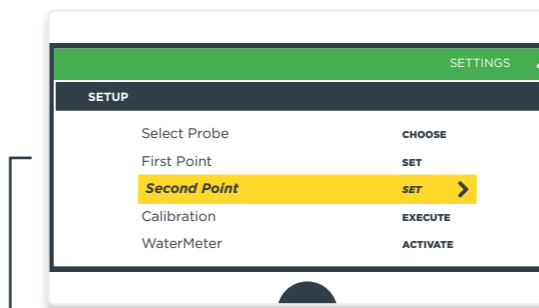 SETTINGS
SETUP
Select Probe CHOOSE
First Point SET
Second Point SET
Calibration EXECUTE
WaterMeter ACTIVATE